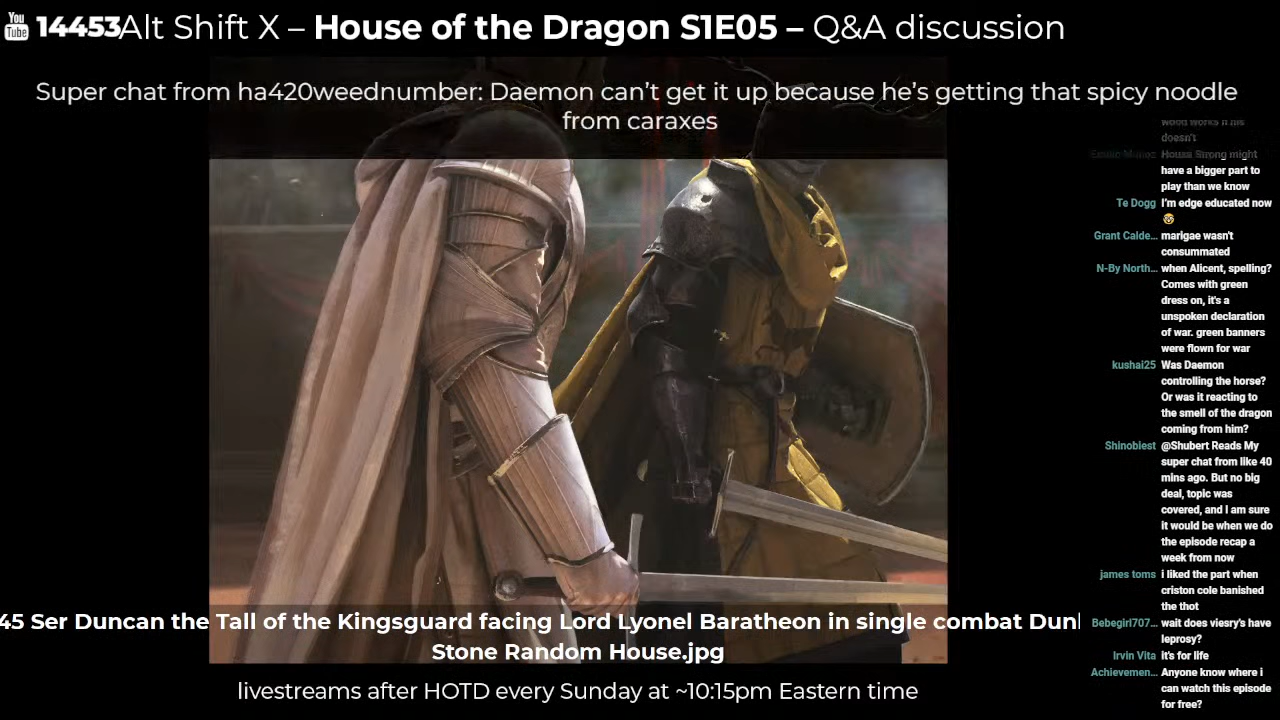 You
Tube
14453
Alt Shift X – House of the Dragon S1E05 – Q&A discussion
Super chat from ha420weednumber: Daemon can't get it up because he's getting that spicy noodle
from caraxes
doesn't
House Strong might
have a bigger part to
play than we know
Te Dogg I'm edge educated now
🤓
Grant Calde... marigae wasn't
consummated
N-By North... when Alicent, spelling?
Comes with green
dress on, it's a
unspoken declaration
of war. green banners
were flown for war
kushai25 Was Daemon
controlling the horse?
Or was it reacting to
the smell of the dragon
coming from him?
Shinobiest @Shubert Reads My
super chat from like 40
mins ago. But no big
deal, topic was
covered, and I am sure
it would be when we do
the episode recap a
week from now
james toms i liked the part when
criston cole banished
the thot
Bebegirl707... wait does viesry's have
leprosy?
Irvin Vita it's for life
Achievemen... Anyone know where i
can watch this episode
for free?
45 Ser Duncan the Tall of the Kingsguard facing Lord Lyonel Baratheon in single combat Dunl
Stone Random House.jpg
livestreams after HOTD every Sunday at ~10:15pm Eastern time